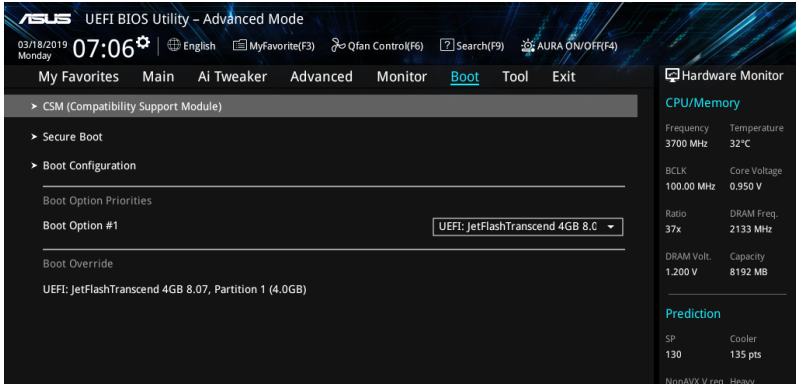 ASUS UEFI BIOS Utility – Advanced Mode
03/18/2019 Monday 07:06 English MyFavorite(F3) Qfan Control(F6) ? Search(F9) AURA ON/OFF(F4)
My Favorites Main Ai Tweaker Advanced Monitor Boot Tool Exit
Hardware Monitor
> CSM (Compatibility Support Module)
> Secure Boot
> Boot Configuration
Boot Option Priorities
Boot Option #1 UEFI: JetFlashTranscend 4GB 8.0
Boot Override
UEFI: JetFlashTranscend 4GB 8.07, Partition 1 (4.0GB)
CPU/Memory
Frequency Temperature
3700 MHz 32°C
BCLK Core Voltage
100.00 MHz 0.950 V
Ratio DRAM Freq.
37x 2133 MHz
DRAM Volt. Capacity
1.200 V 8192 MB
Prediction
SP Cooler
130 135 pts
NonAVX V req Heavy